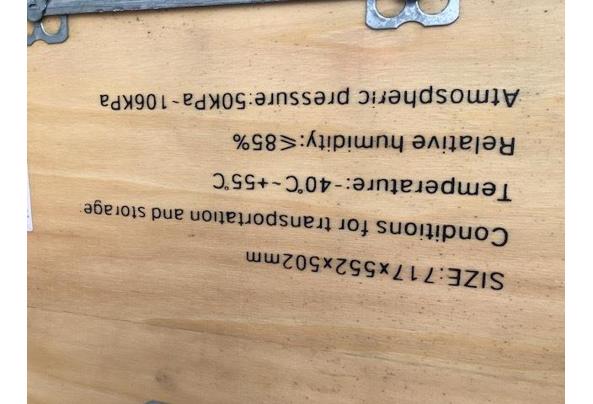 SIZE:717x552x502mm
Conditions for transportation and storage:
Temperature:-40℃~+55℃
Relative humidity:≤85%
Atmospheric pressure:50KPa~106KPa